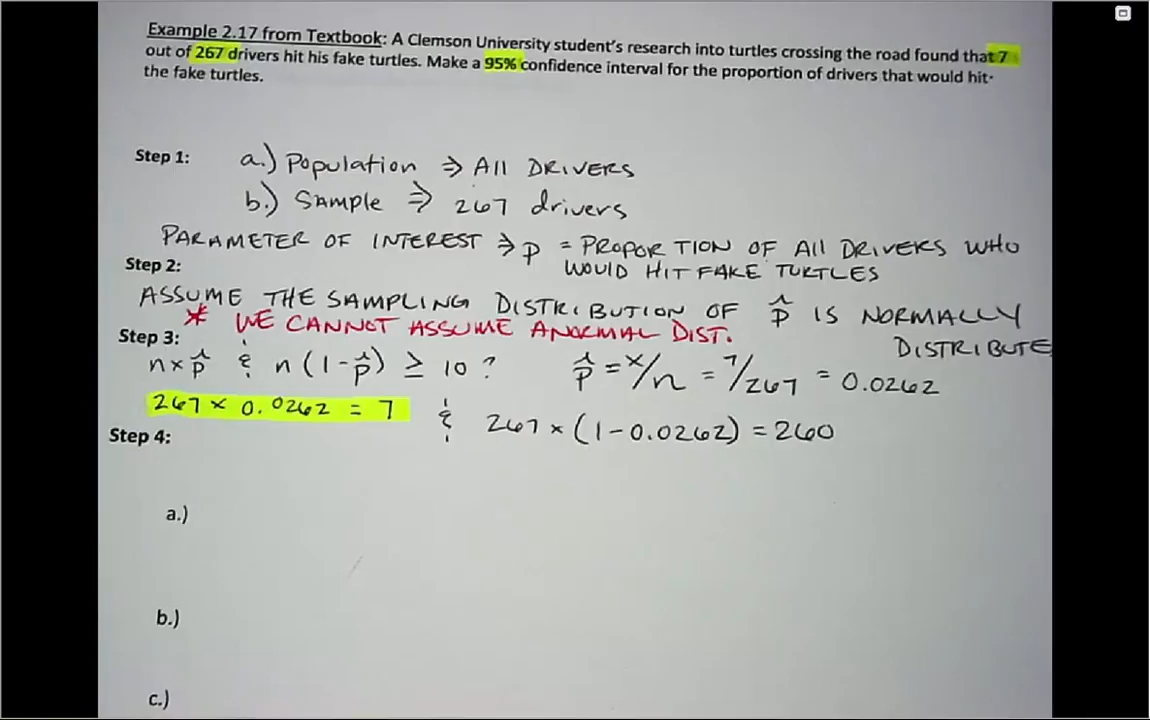 Example 2.17 from Textbook: A Clemson University student's research into turtles crossing the road found that 7
out of 267 drivers hit his fake turtles. Make a 95% confidence interval for the proportion of drivers that would hit
the fake turtles.
Step 1: a.) Population ⇒ All DRIVERS
b.) SAMPLE ⇒ 267 drivers
PARAMETER OF INTEREST ⇒ p = PROPORTION OF All DRIVERS WHO
WOULD HIT FAKE TURTLES
Step 2:
ASSUME THE SAMPLING DISTRIBUTION OF p̂ IS NORMALLY
DISTRIBUTE
* WE CANNOT ASSUME A NORMAL DIST.
Step 3:
n × p̂ & n(1-p̂) ≥ 10 ? p̂ = x/n = 7/267 = 0.0262
267 × 0.0262 = 7 & 267 × (1-0.0262) = 260
Step 4:
a.)
b.)
c.)